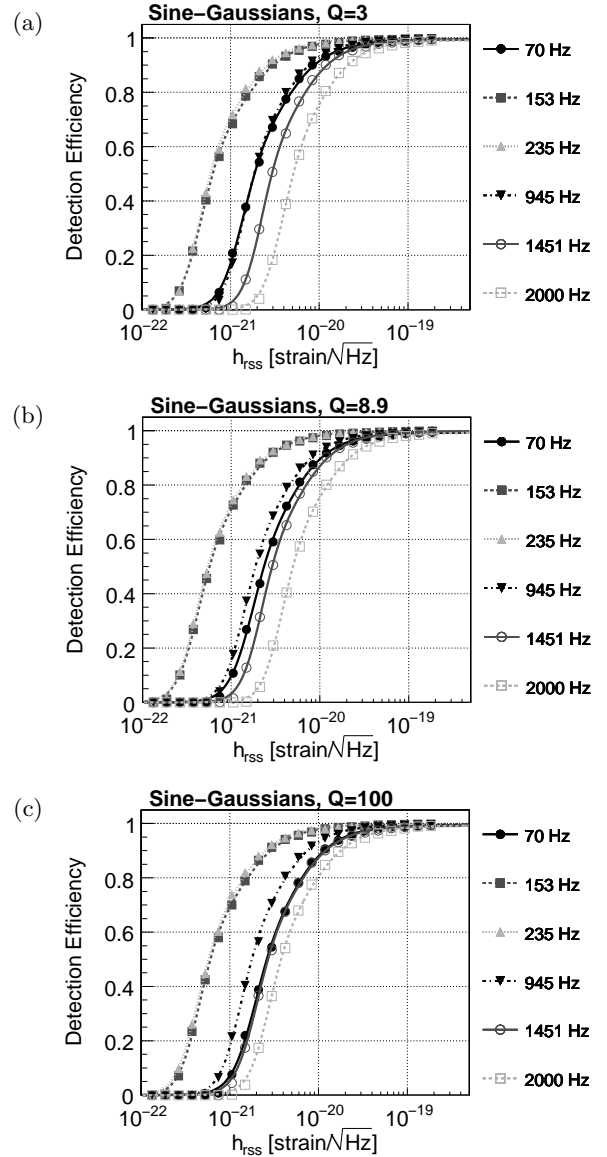 (a)
Sine-Gaussians, Q=3
Detection Efficiency
1
0.8
0.6
0.4
0.2
0
10⁻²²
10⁻²¹
10⁻²⁰
10⁻¹⁹
h_rss [strain/√Hz]
70 Hz
153 Hz
235 Hz
945 Hz
1451 Hz
2000 Hz
(b)
Sine-Gaussians, Q=8.9
Detection Efficiency
1
0.8
0.6
0.4
0.2
0
10⁻²²
10⁻²¹
10⁻²⁰
10⁻¹⁹
h_rss [strain/√Hz]
70 Hz
153 Hz
235 Hz
945 Hz
1451 Hz
2000 Hz
(c)
Sine-Gaussians, Q=100
Detection Efficiency
1
0.8
0.6
0.4
0.2
0
10⁻²²
10⁻²¹
10⁻²⁰
10⁻¹⁹
h_rss [strain/√Hz]
70 Hz
153 Hz
235 Hz
945 Hz
1451 Hz
2000 Hz